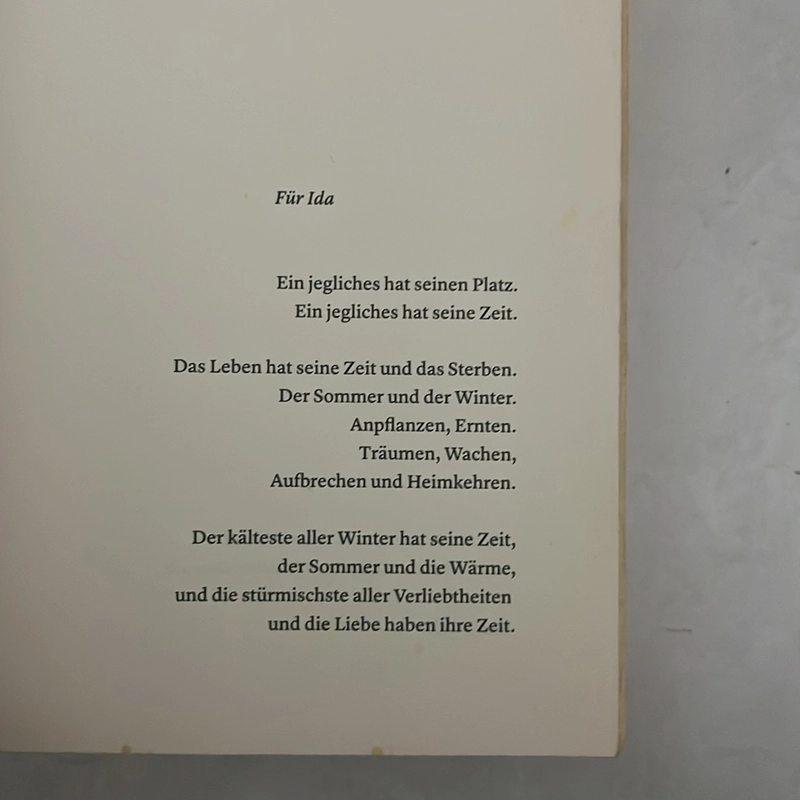 Für Ida
Ein jegliches hat seinen Platz.
Ein jegliches hat seine Zeit.
Das Leben hat seine Zeit und das Sterben.
Der Sommer und der Winter.
Anpflanzen, Ernten.
Träumen, Wachen,
Aufbrechen und Heimkehren.
Der kälteste aller Winter hat seine Zeit,
der Sommer und die Wärme,
und die stürmischste aller Verliebtheiten
und die Liebe haben ihre Zeit.